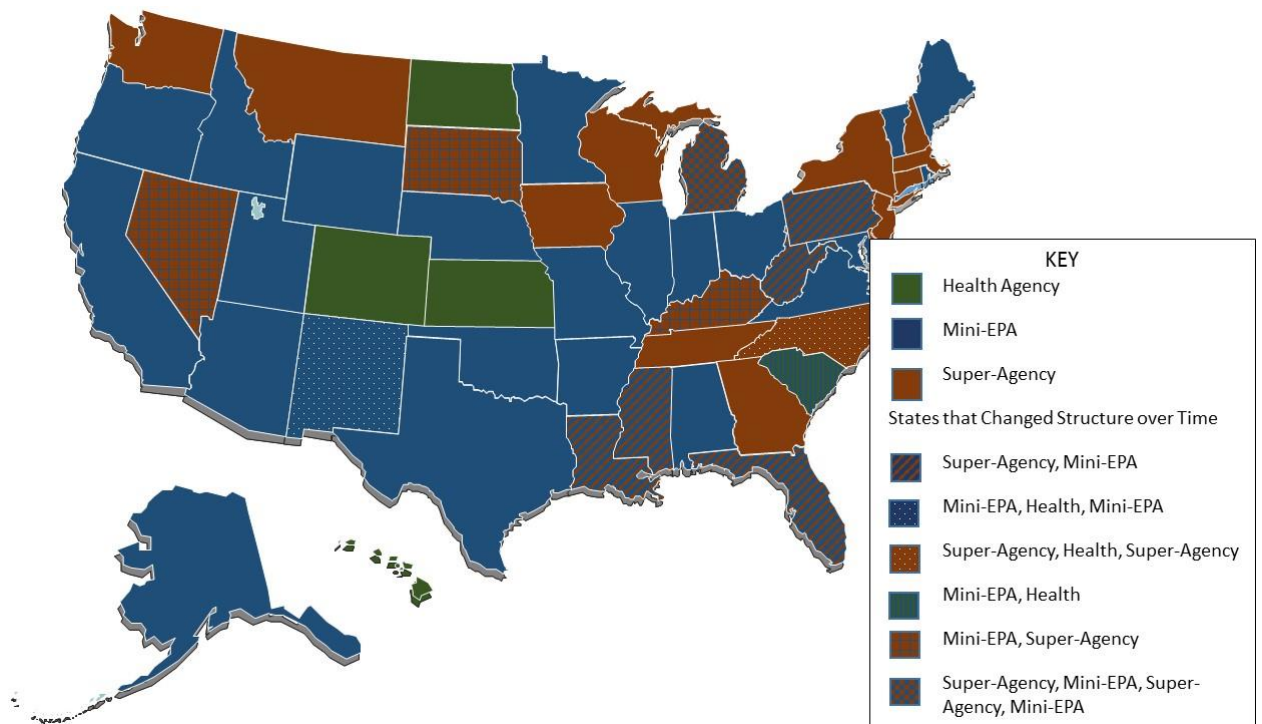 KEY
Health Agency
Mini-EPA
Super-Agency
States that Changed Structure over Time
Super-Agency, Mini-EPA
Mini-EPA, Health, Mini-EPA
Super-Agency, Health, Super-Agency
Mini-EPA, Health
Mini-EPA, Super-Agency
Super-Agency, Mini-EPA, Super-
Agency, Mini-EPA